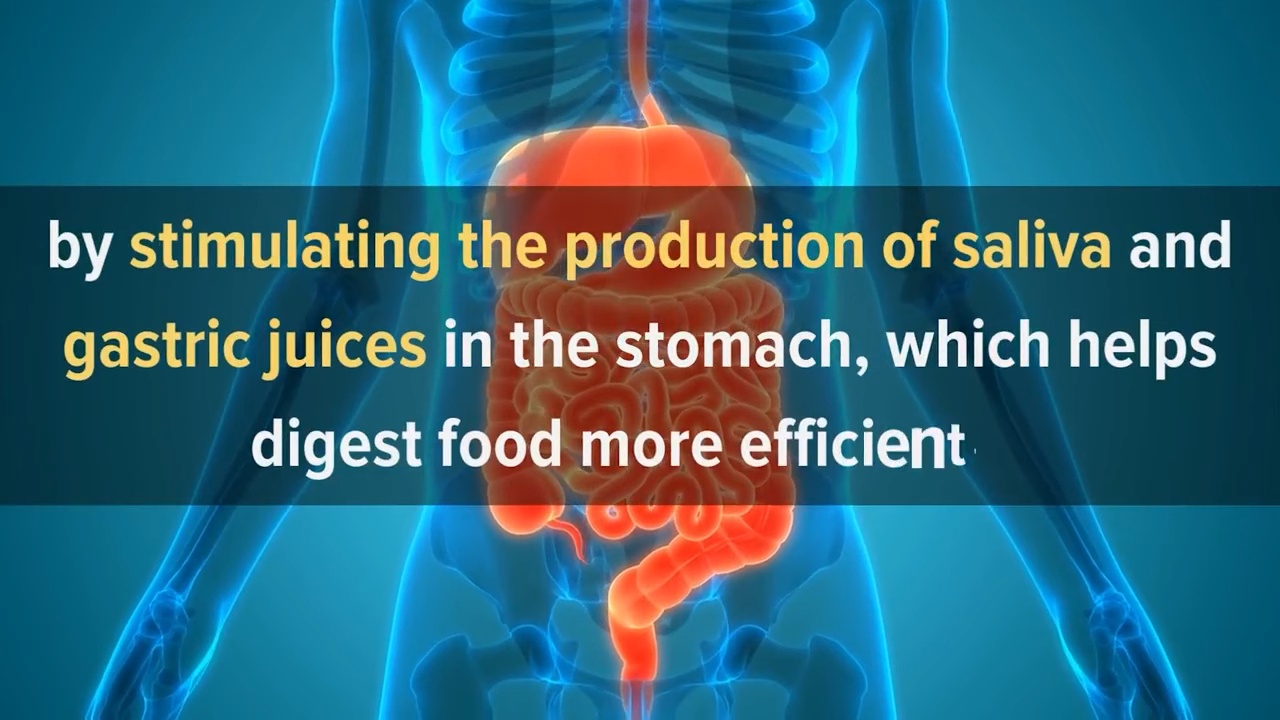 by stimulating the production of saliva and
gastric juices in the stomach, which helps
digest food more efficient